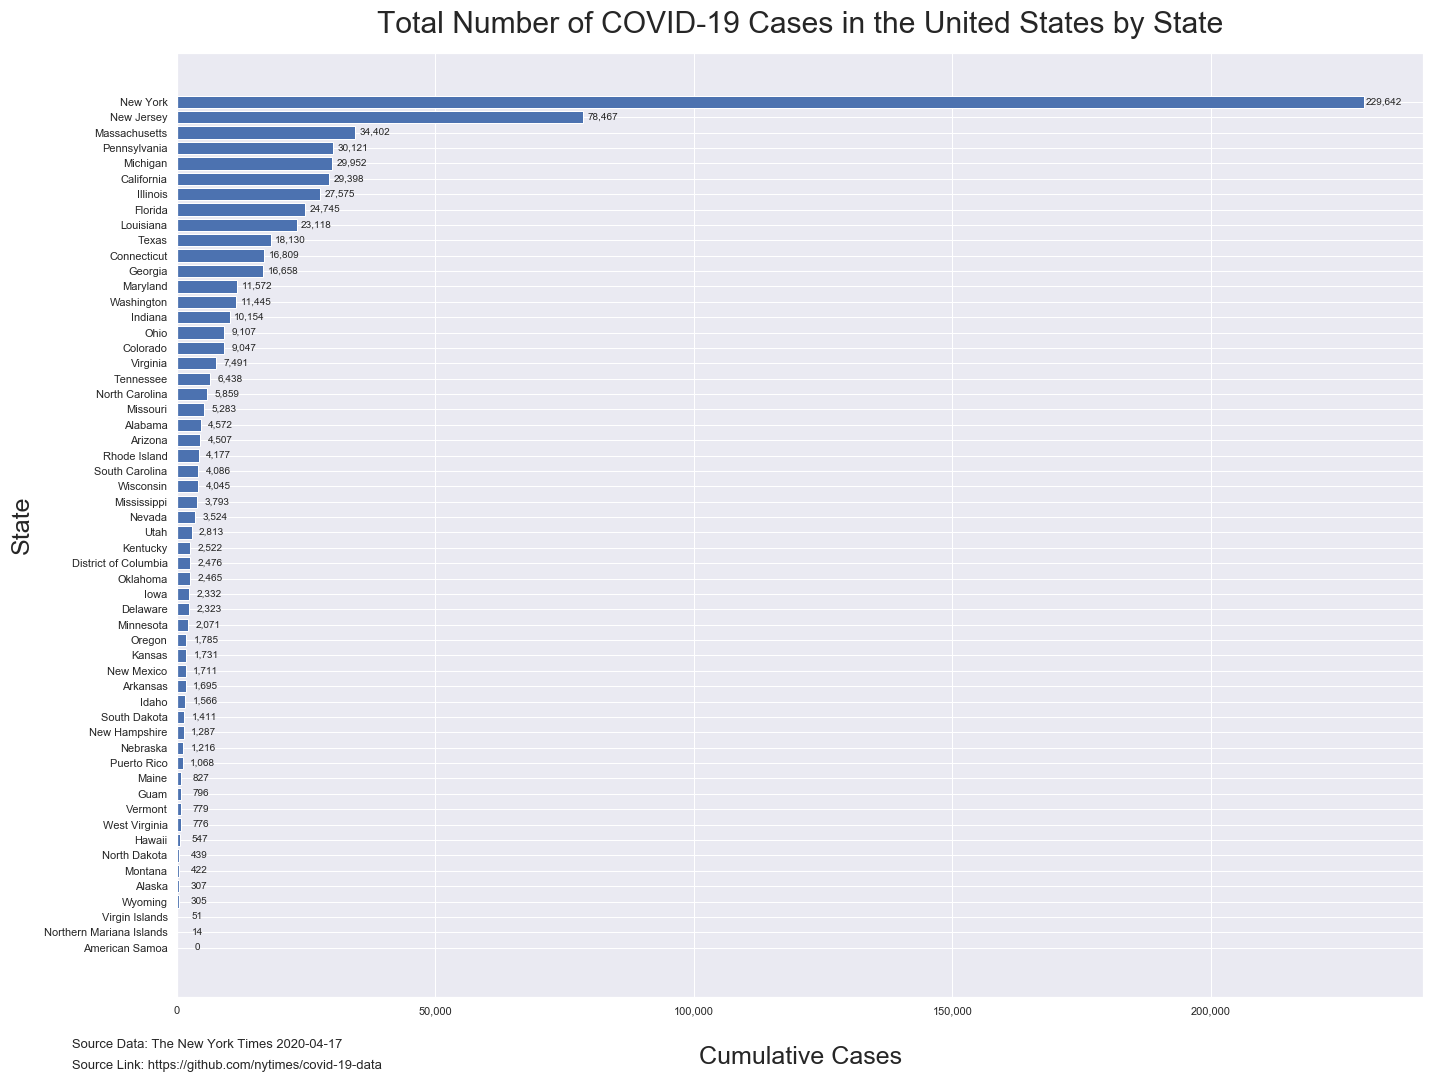 Total Number of COVID-19 Cases in the United States by State
State
New York 229,642
New Jersey 78,467
Massachusetts 34,402
Pennsylvania 30,121
Michigan 29,952
California 29,398
Illinois 27,575
Florida 24,745
Louisiana 23,118
Texas 18,130
Connecticut 16,809
Georgia 16,658
Maryland 11,572
Washington 11,445
Indiana 10,154
Ohio 9,107
Colorado 9,047
Virginia 7,491
Tennessee 6,438
North Carolina 5,859
Missouri 5,283
Alabama 4,572
Arizona 4,507
Rhode Island 4,177
South Carolina 4,086
Wisconsin 4,045
Mississippi 3,793
Nevada 3,524
Utah 2,813
Kentucky 2,522
District of Columbia 2,476
Oklahoma 2,465
Iowa 2,332
Delaware 2,323
Minnesota 2,071
Oregon 1,785
Kansas 1,731
New Mexico 1,711
Arkansas 1,695
Idaho 1,566
South Dakota 1,411
New Hampshire 1,287
Nebraska 1,216
Puerto Rico 1,068
Maine 827
Guam 796
Vermont 779
West Virginia 776
Hawaii 547
North Dakota 439
Montana 422
Alaska 307
Wyoming 305
Virgin Islands 51
Northern Mariana Islands 14
American Samoa 0
0 50,000 100,000 150,000 200,000
Cumulative Cases
Source Data: The New York Times 2020-04-17
Source Link: https://github.com/nytimes/covid-19-data